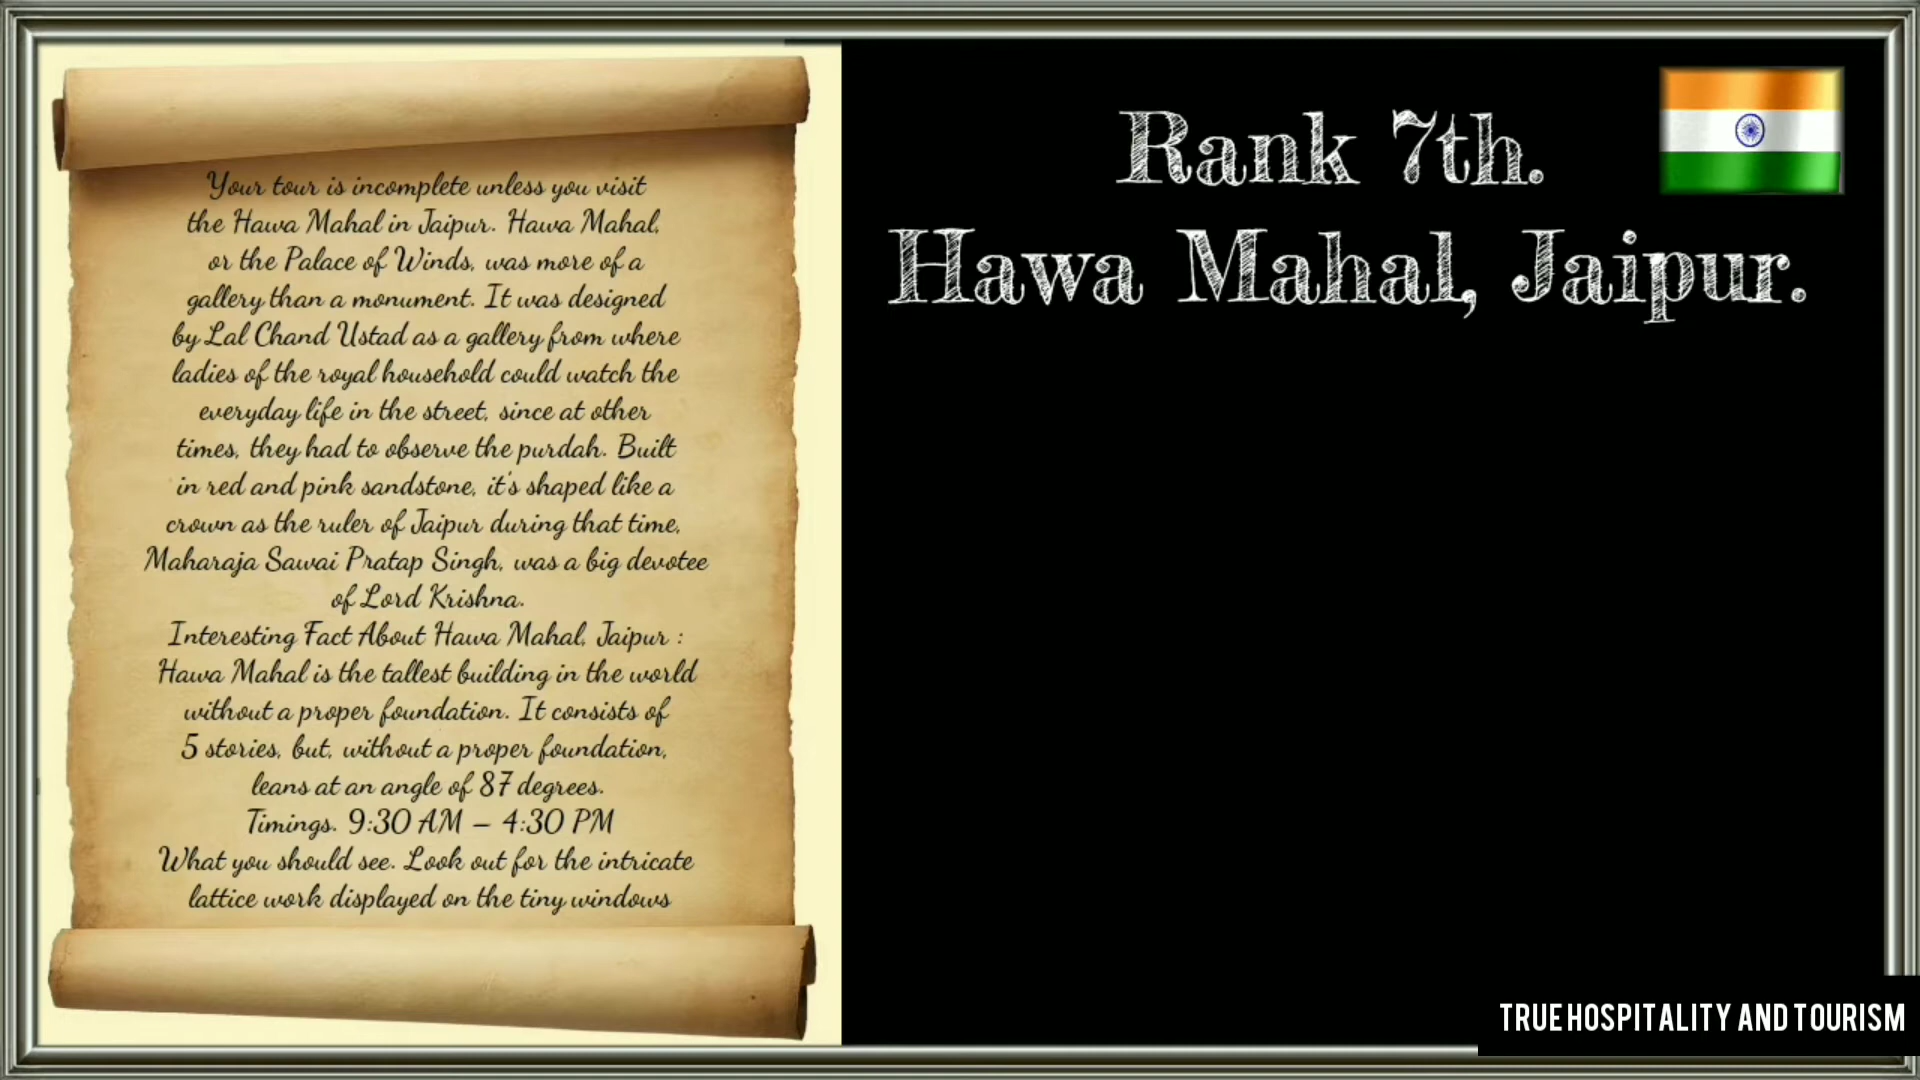 Your tour is incomplete unless you visit
the Hawa Mahal in Jaipur. Hawa Mahal,
or the Palace of Winds, was more of a
gallery than a monument. It was designed
by Lal Chand Ustad as a gallery from where
ladies of the royal household could watch the
everyday life in the street, since at other
times, they had to observe the purdah. Built
in red and pink sandstone, it's shaped like a
crown as the ruler of Jaipur during that time,
Maharaja Sawai Pratap Singh, was a big devotee
of Lord Krishna.
Interesting Fact About Hawa Mahal, Jaipur :
Hawa Mahal is the tallest building in the world
without a proper foundation. It consists of
5 stories, but, without a proper foundation,
leans at an angle of 87 degrees.
Timings. 9:30 AM – 4:30 PM
What you should see. Look out for the intricate
lattice work displayed on the tiny windows
Rank 7th.
Hawa Mahal, Jaipur.
TRUE HOSPITALITY AND TOURISM